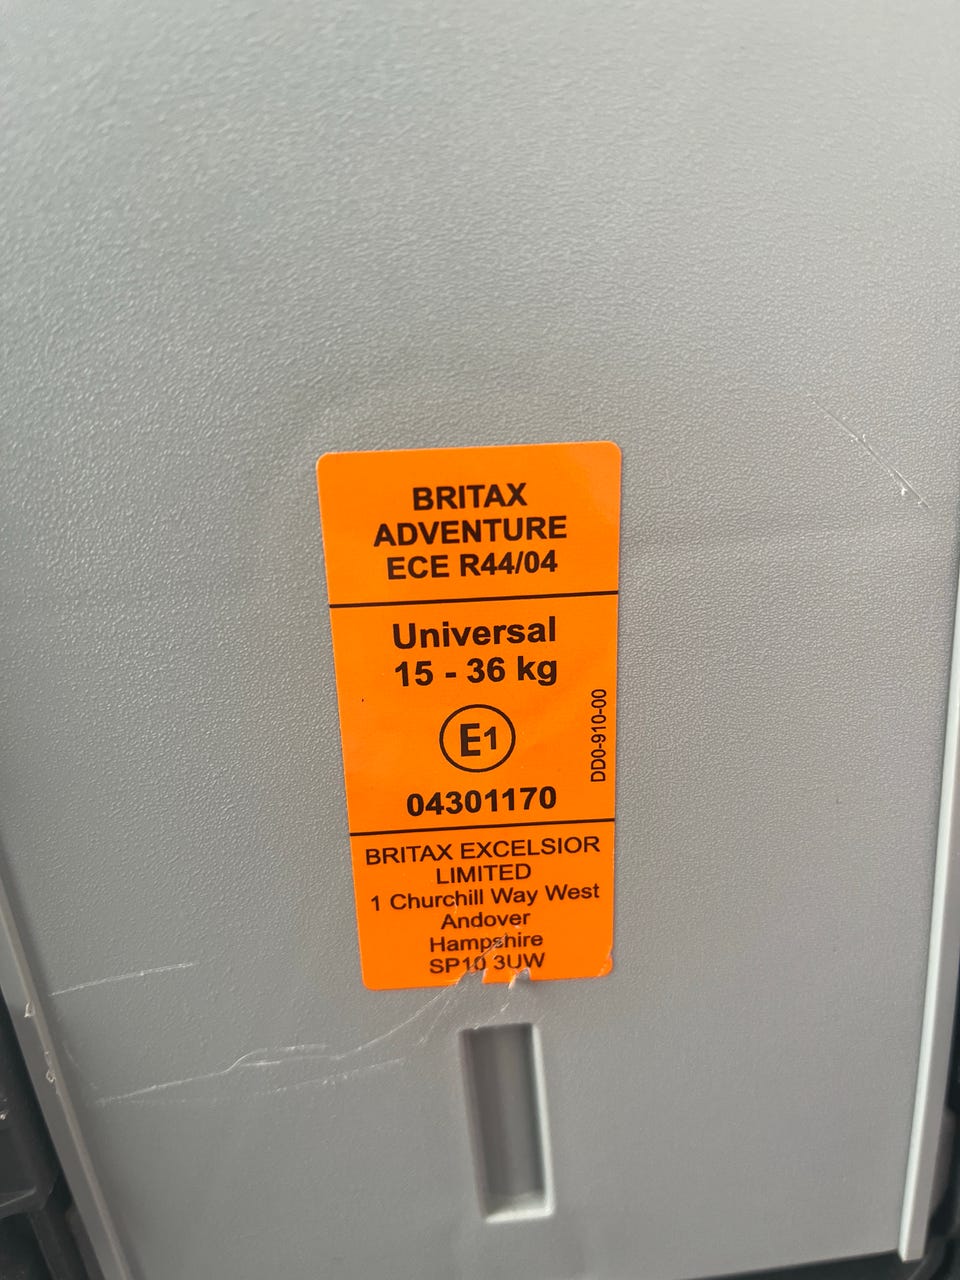 BRITAX
ADVENTURE
ECE R44/04
Universal
15 - 36 kg
E1
04301170
DD0-910-00
BRITAX EXCELSIOR
LIMITED
1 Churchill Way West
Andover
Hampshire
SP10 3UW